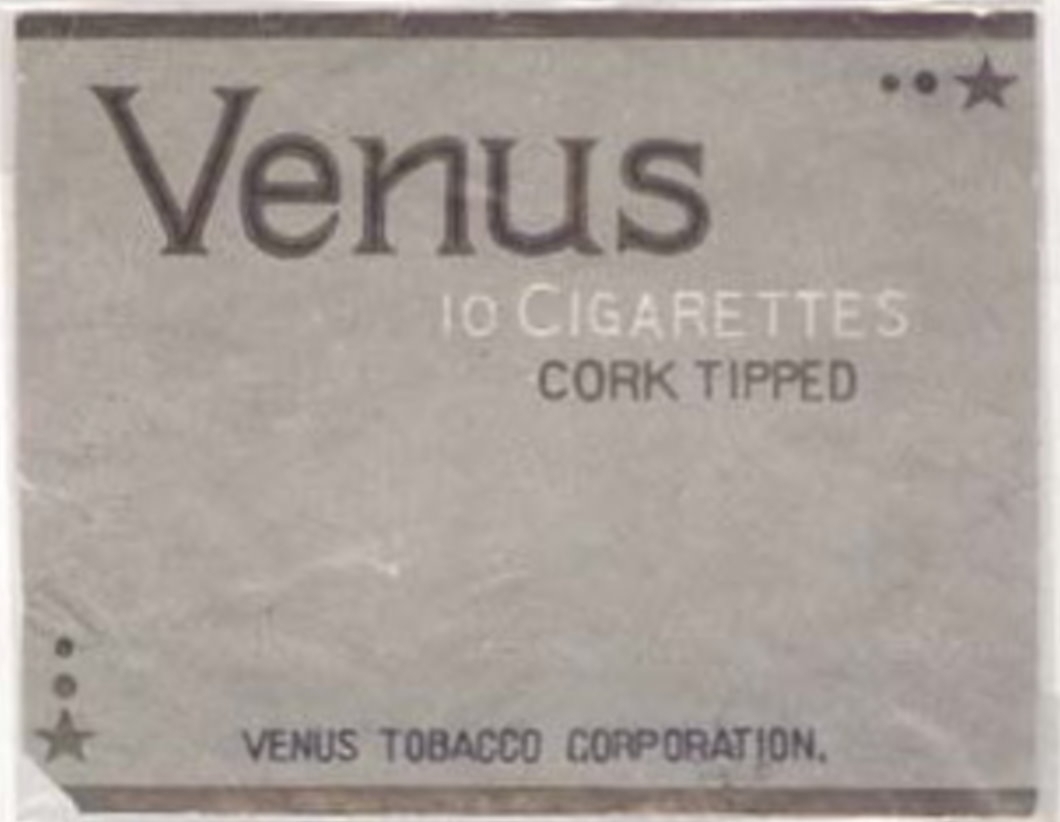 Venus
10 CIGARETTES
CORK TIPPED
VENUS TOBACCO CORPORATION.